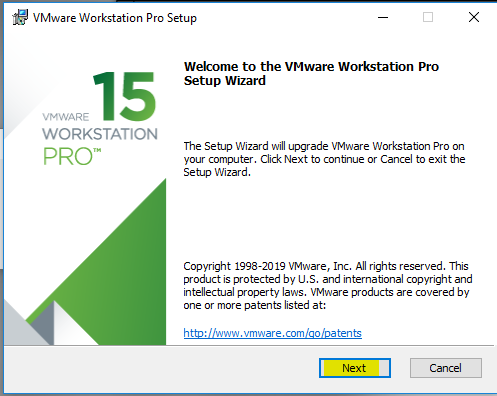 VMware Workstation Pro Setup
Welcome to the VMware Workstation Pro
Setup Wizard
15
VMWARE
WORKSTATION
PRO™
The Setup Wizard will upgrade VMware Workstation Pro on
your computer. Click Next to continue or Cancel to exit the
Setup Wizard.
Copyright 1998-2019 VMware, Inc. All rights reserved. This
product is protected by U.S. and international copyright and
intellectual property laws. VMware products are covered by
one or more patents listed at:
http://www.vmware.com/go/patents
Next
Cancel